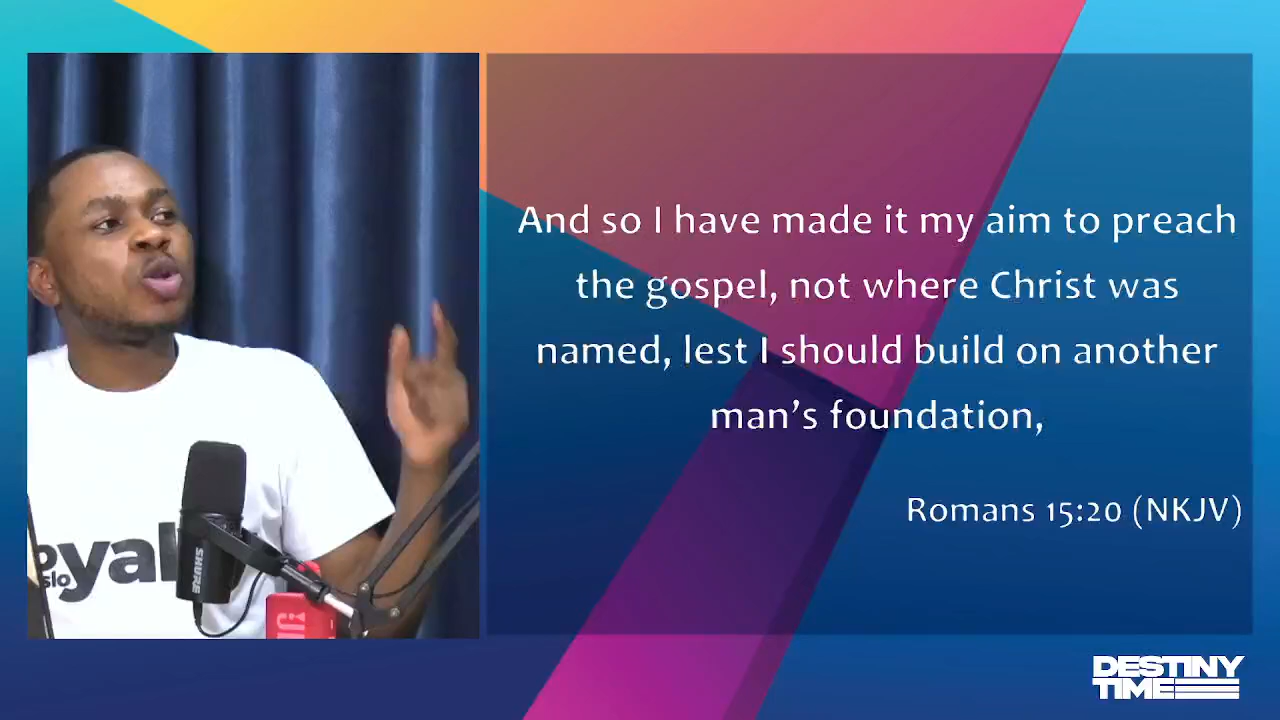 And so I have made it my aim to preach
the gospel, not where Christ was
named, lest I should build on another
man’s foundation,
Romans 15:20 (NKJV)
SHURE
DESTINY
TIME